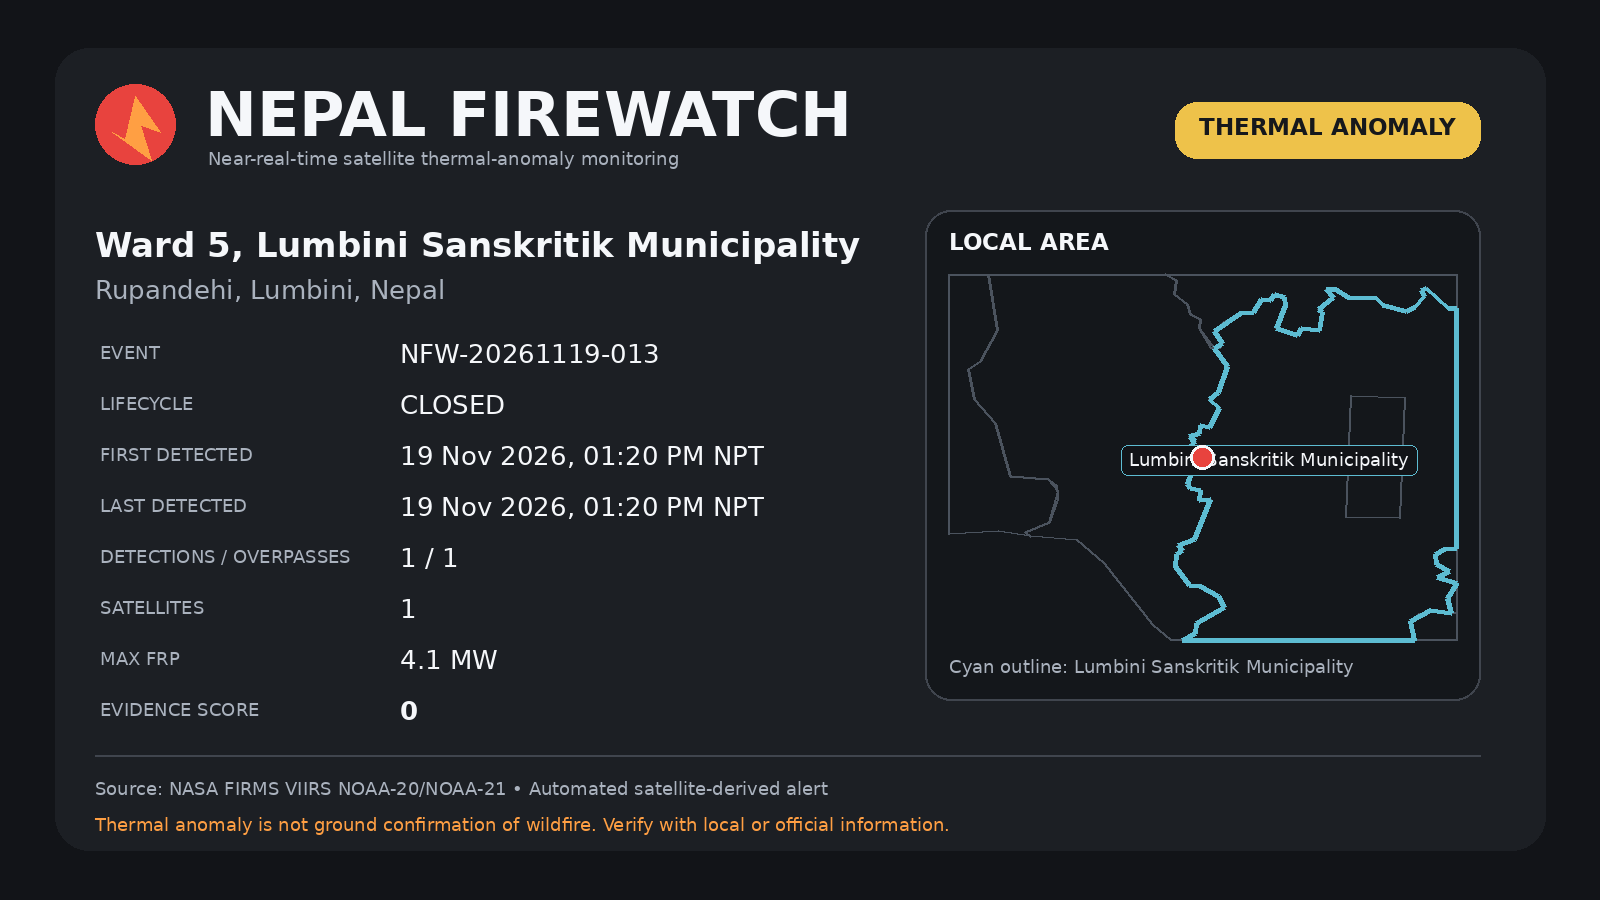 NEPAL FIREWATCH
Near-real-time satellite thermal-anomaly monitoring
THERMAL ANOMALY
Ward 5, Lumbini Sanskritik Municipality
Rupandehi, Lumbini, Nepal
EVENT NFW-20261119-013
LIFECYCLE CLOSED
FIRST DETECTED 19 Nov 2026, 01:20 PM NPT
LAST DETECTED 19 Nov 2026, 01:20 PM NPT
DETECTIONS / OVERPASSES 1 / 1
SATELLITES 1
MAX FRP 4.1 MW
EVIDENCE SCORE 0
LOCAL AREA
Lumbini Sanskritik Municipality
Cyan outline: Lumbini Sanskritik Municipality
Source: NASA FIRMS VIIRS NOAA-20/NOAA-21 • Automated satellite-derived alert
Thermal anomaly is not ground confirmation of wildfire. Verify with local or official information.